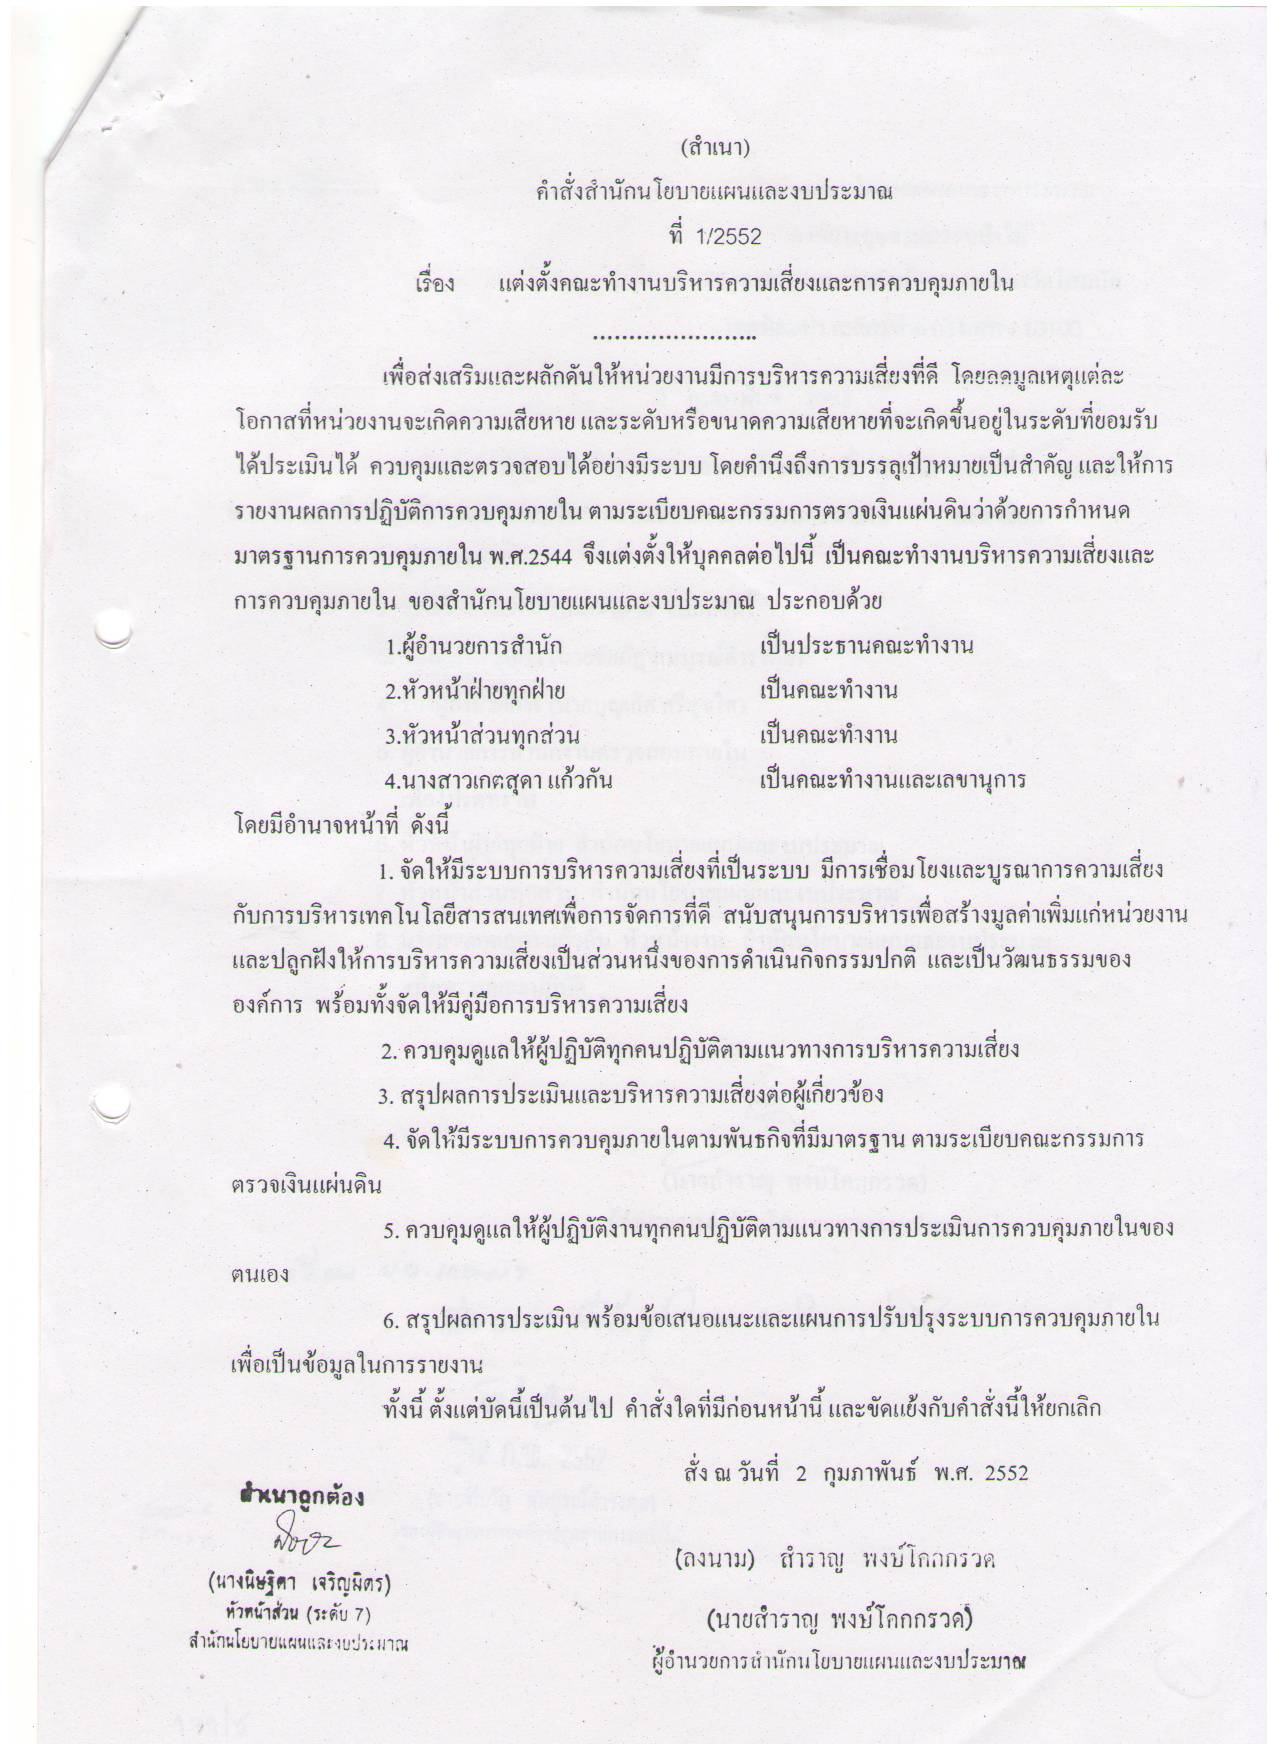 (สำเนา)
คำสั่งสำนักนโยบายแผนและงบประมาณ
ที่ 1/2552
เรื่อง แต่งตั้งคณะทำงานบริหารความเสี่ยงและการควบคุมภายใน
........................
เพื่อส่งเสริมและผลักดันให้หน่วยงานมีการบริหารความเสี่ยงที่ดี โดยลดมูลเหตุแต่ละ
โอกาสที่หน่วยงานจะเกิดความเสียหาย และระดับหรือขนาดความเสียหายที่จะเกิดขึ้นอยู่ในระดับที่ยอมรับ
ได้ประเมินได้ ควบคุมและตรวจสอบได้อย่างมีระบบ โดยคำนึงถึงการบรรลุเป้าหมายเป็นสำคัญ และให้การ
รายงานผลการปฏิบัติการควบคุมภายใน ตามระเบียบคณะกรรมการตรวจเงินแผ่นดินว่าด้วยการกำหนด
มาตรฐานการควบคุมภายใน พ.ศ.2544 จึงแต่งตั้งให้บุคคลต่อไปนี้ เป็นคณะทำงานบริหารความเสี่ยงและ
การควบคุมภายใน ของสำนักนโยบายแผนและงบประมาณ ประกอบด้วย
1.ผู้อำนวยการสำนัก เป็นประธานคณะทำงาน
2.หัวหน้าฝ่ายทุกฝ่าย เป็นคณะทำงาน
3.หัวหน้าส่วนทุกส่วน เป็นคณะทำงาน
4.นางสาวเกตสุดา แก้วกัน เป็นคณะทำงานและเลขานุการ
โดยมีอำนาจหน้าที่ ดังนี้
1. จัดให้มีระบบการบริหารความเสี่ยงที่เป็นระบบ มีการเชื่อมโยงและบูรณาการความเสี่ยง
กับการบริหารเทคโนโลยีสารสนเทศเพื่อการจัดการที่ดี สนับสนุนการบริหารเพื่อสร้างมูลค่าเพิ่มแก่หน่วยงาน
และปลูกฝังให้การบริหารความเสี่ยงเป็นส่วนหนึ่งของการดำเนินกิจกรรมปกติ และเป็นวัฒนธรรมของ
องค์การ พร้อมทั้งจัดให้มีคู่มือการบริหารความเสี่ยง
2. ควบคุมดูแลให้ผู้ปฏิบัติทุกคนปฏิบัติตามแนวทางการบริหารความเสี่ยง
3. สรุปผลการประเมินและบริหารความเสี่ยงต่อผู้เกี่ยวข้อง
4. จัดให้มีระบบการควบคุมภายในตามพันธกิจที่มีมาตรฐาน ตามระเบียบคณะกรรมการ
ตรวจเงินแผ่นดิน
5. ควบคุมดูแลให้ผู้ปฏิบัติงานทุกคนปฏิบัติตามแนวทางการประเมินการควบคุมภายในของ
ตนเอง
6. สรุปผลการประเมิน พร้อมข้อเสนอแนะและแผนการปรับปรุงระบบการควบคุมภายใน
เพื่อเป็นข้อมูลในการรายงาน
ทั้งนี้ ตั้งแต่บัดนี้เป็นต้นไป คำสั่งใดที่มีก่อนหน้านี้ และขัดแย้งกับคำสั่งนี้ให้ยกเลิก
สั่ง ณ วันที่ 2 กุมภาพันธ์ พ.ศ. 2552
(ลงนาม) สำราญ พงษ์โคกกรวด
(นายสำราญ พงษ์โคกกรวด)
ผู้อำนวยการสำนักนโยบายแผนและงบประมาณ
สำเนาถูกต้อง
(นางนิษฐิดา เจริญมิตร)
หัวหน้าส่วน (ระดับ 7)
สำนักนโยบายแผนและงบประมาณ